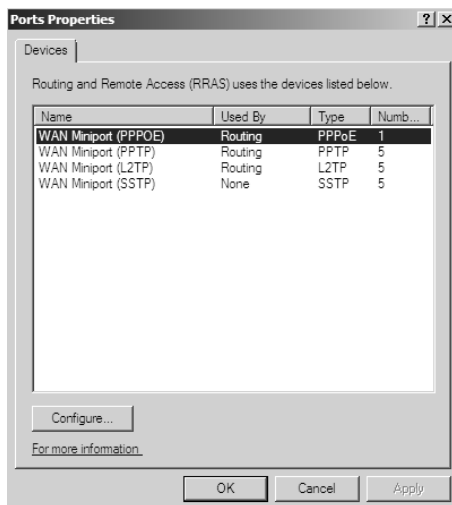 Ports Properties ? X
Devices
Routing and Remote Access (RRAS) uses the devices listed below.
Name Used By Type Numb...
WAN Miniport (PPPOE) Routing PPPoE 1
WAN Miniport (PPTP) Routing PPTP 5
WAN Miniport (L2TP) Routing L2TP 5
WAN Miniport (SSTP) None SSTP 5
Configure...
For more information
OK Cancel Apply